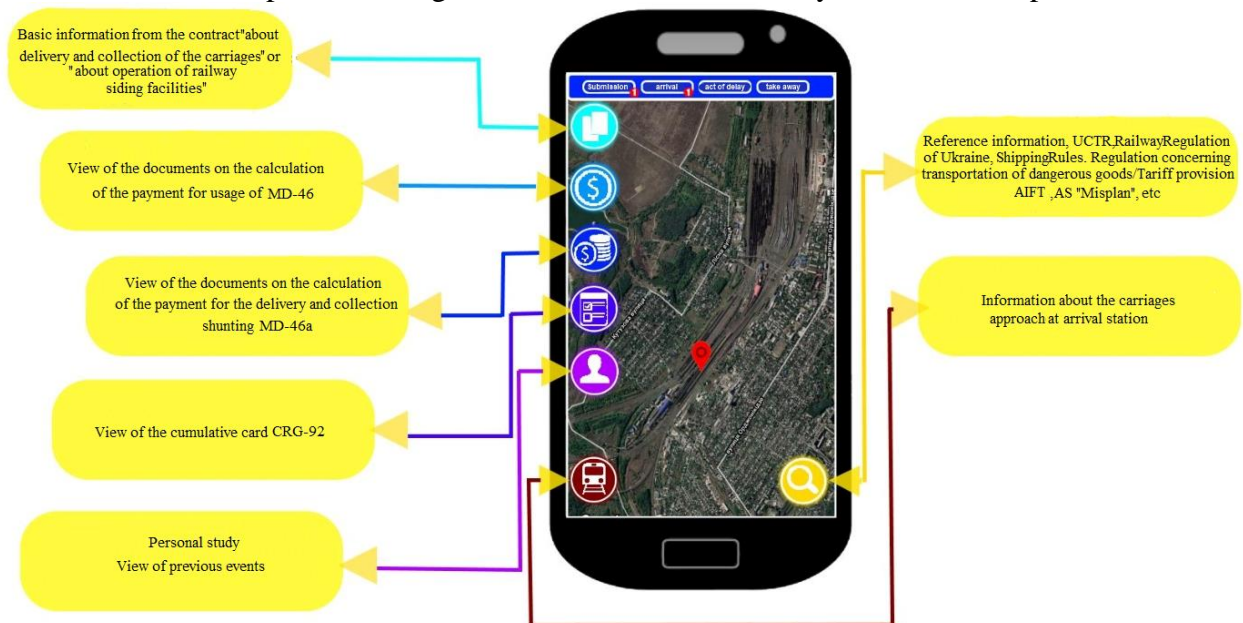 Basic information from the contract"about
delivery and collection of the carriages" or
"about operation of railway
siding facilities"
View of the documents on the calculation
of the payment for usage of MD-46
View of the documents on the calculation
of the payment for the delivery and collection
shunting MD-46a
View of the cumulative card CRG-92
Personal study
View of previous events
Submission
1
arrival
1
act of delay
take away
Reference information, UCTR,RailwayRegulation
of Ukraine, ShippingRules. Regulation concerning
transportation of dangerous goods/Tariff provision
AIFT ,AS "Misplan", etc
Information about the carriages
approach at arrival station